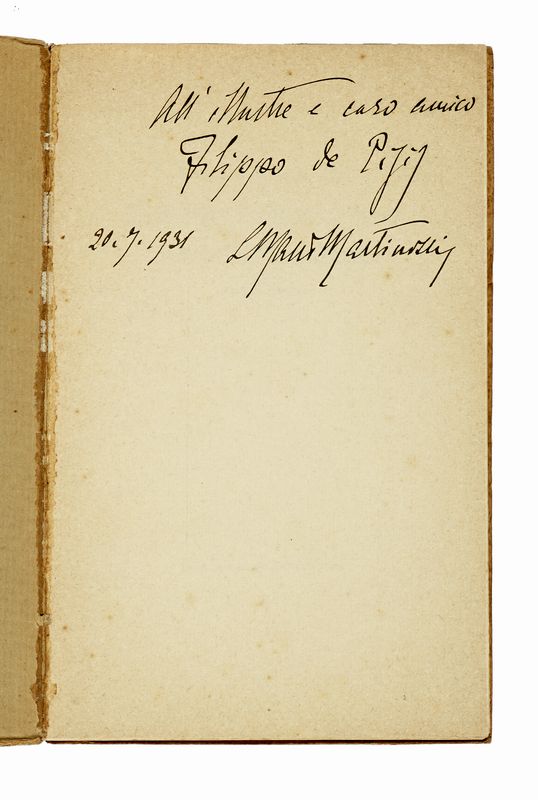 All' illustre e caro amico
Filippo de Pisis
20.7.1931